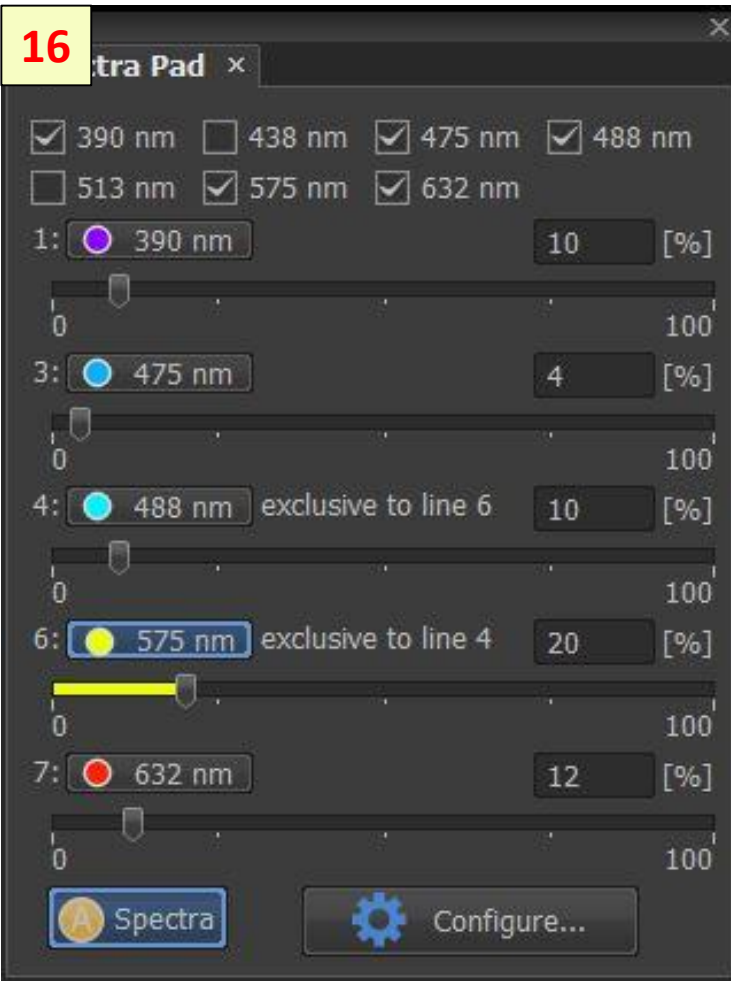 16
×
ctra Pad ×
390 nm 438 nm 475 nm 488 nm
513 nm 575 nm 632 nm
1: 390 nm 10 [%]
0 100
3: 475 nm 4 [%]
0 100
4: 488 nm exclusive to line 6 10 [%]
0 100
6: 575 nm exclusive to line 4 20 [%]
0 100
7: 632 nm 12 [%]
0 100
A Spectra Configure...